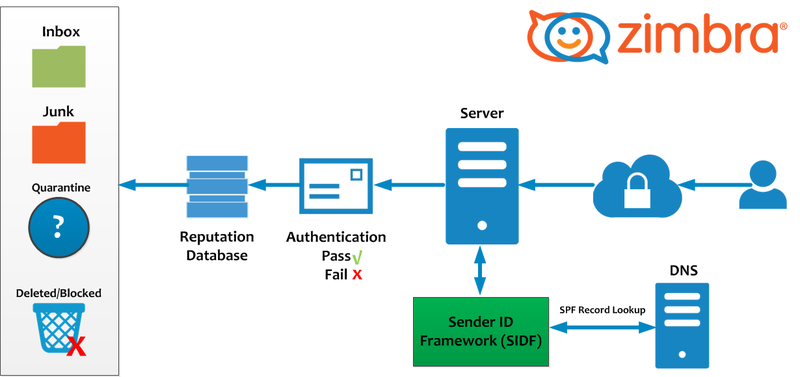 zimbra®
Inbox
Junk
Quarantine
?
Deleted/Blocked
X
Reputation
Database
Authentication
Pass√
Fail X
Server
Sender ID
Framework (SIDF)
SPF Record Lookup
DNS